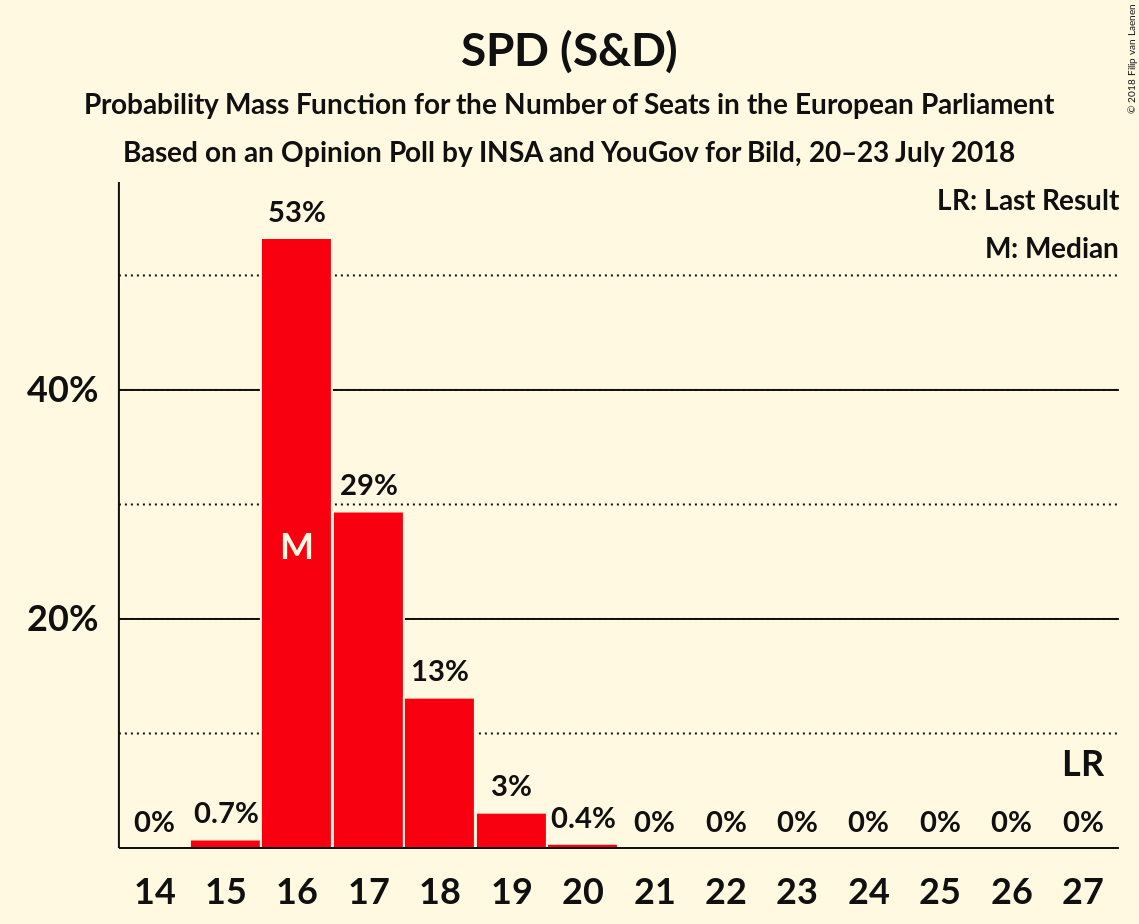 SPD (S&D)
Probability Mass Function for the Number of Seats in the European Parliament
Based on an Opinion Poll by INSA and YouGov for Bild, 20–23 July 2018
© 2018 Filip van Laenen
LR: Last Result
M: Median
53%
40%
29%
M
20%
13%
LR
0% 0.7% 3% 0.4% 0% 0% 0% 0% 0% 0% 0%
14 15 16 17 18 19 20 21 22 23 24 25 26 27